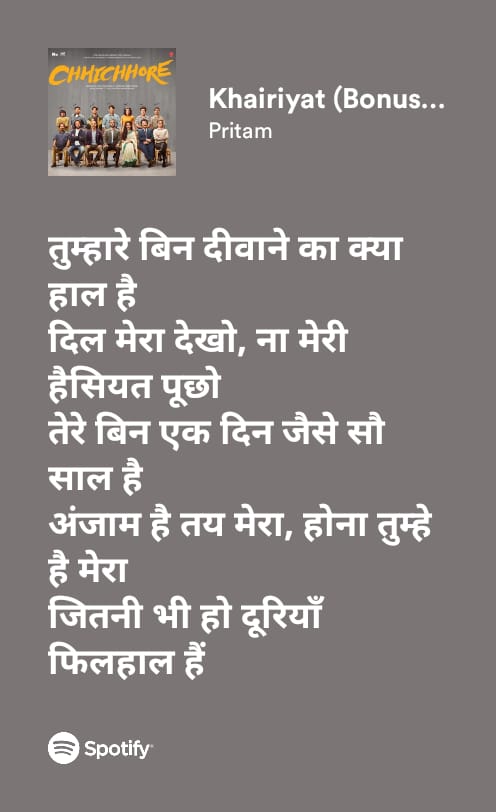 CHHICHHORE
Khairiyat (Bonus...
Pritam
तुम्हारे बिन दीवाने का क्या
हाल है
दिल मेरा देखो, ना मेरी
हैसियत पूछो
तेरे बिन एक दिन जैसे सौ
साल है
अंजाम है तय मेरा, होना तुम्हे
है मेरा
जितनी भी हो दूरियाँ
फिलहाल हैं
Spotify